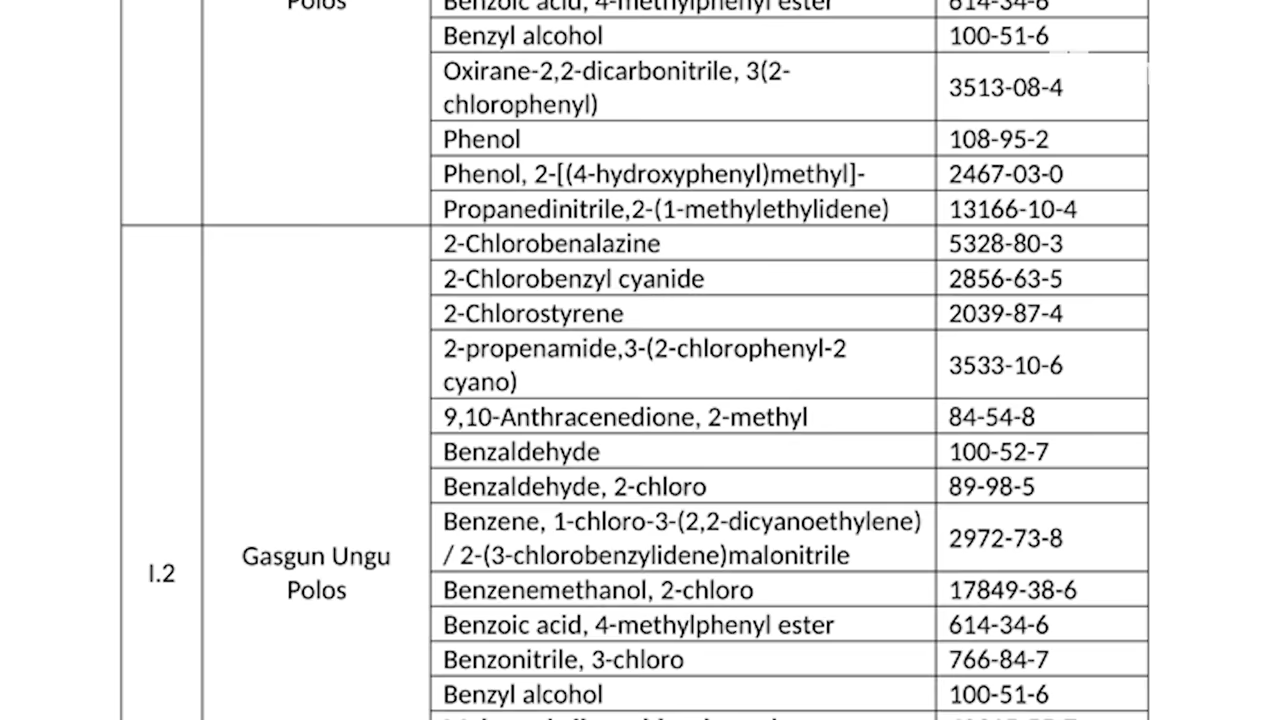 Polos
Benzoic acid, 4-methylphenyl ester 614-34-6
Benzyl alcohol 100-51-6
Oxirane-2,2-dicarbonitrile, 3(2-
chlorophenyl) 3513-08-4
Phenol 108-95-2
Phenol, 2-[(4-hydroxyphenyl)methyl]- 2467-03-0
Propanedinitrile,2-(1-methylethylidene) 13166-10-4
I.2
Gasgun Ungu
Polos
2-Chlorobenalazine 5328-80-3
2-Chlorobenzyl cyanide 2856-63-5
2-Chlorostyrene 2039-87-4
2-propenamide,3-(2-chlorophenyl-2
cyano) 3533-10-6
9,10-Anthracenedione, 2-methyl 84-54-8
Benzaldehyde 100-52-7
Benzaldehyde, 2-chloro 89-98-5
Benzene, 1-chloro-3-(2,2-dicyanoethylene)
/ 2-(3-chlorobenzylidene)malonitrile 2972-73-8
Benzenemethanol, 2-chloro 17849-38-6
Benzoic acid, 4-methylphenyl ester 614-34-6
Benzonitrile, 3-chloro 766-84-7
Benzyl alcohol 100-51-6